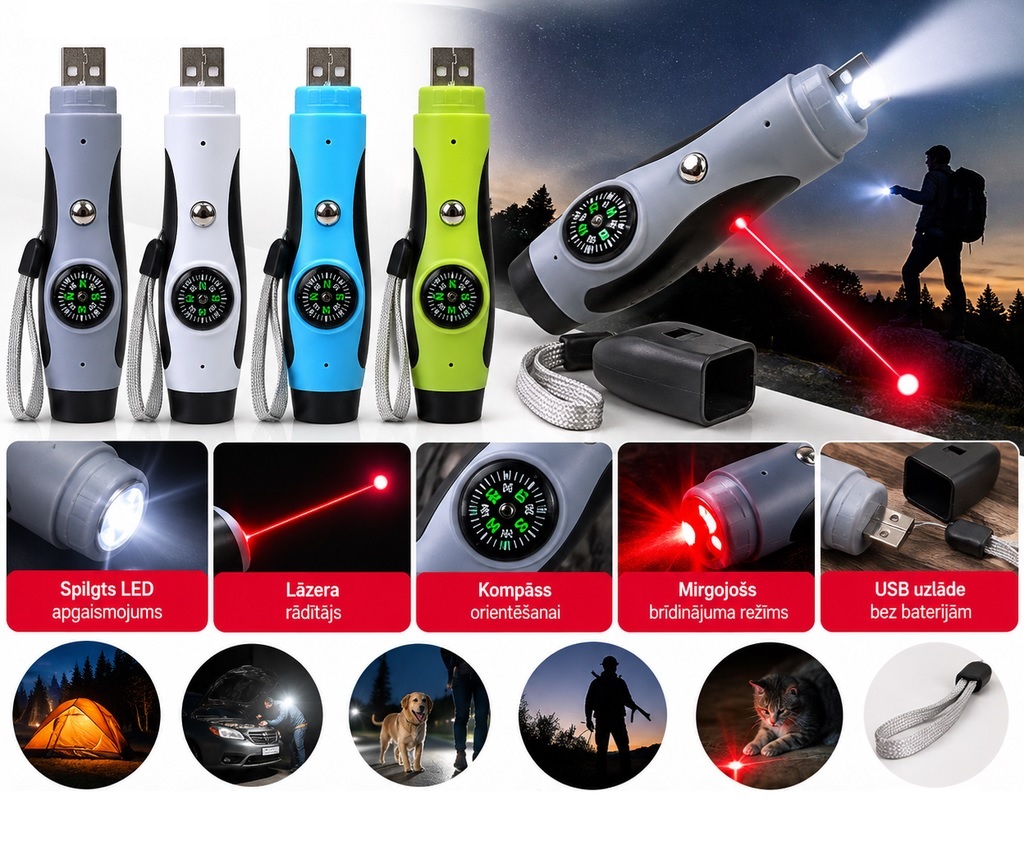 Spilgts LED
apgaismojums
Lāzera
rādītājs
Kompāss
orientēšanai
Mirgojošs
brīdinājuma režīms
USB uzlāde
bez baterijām